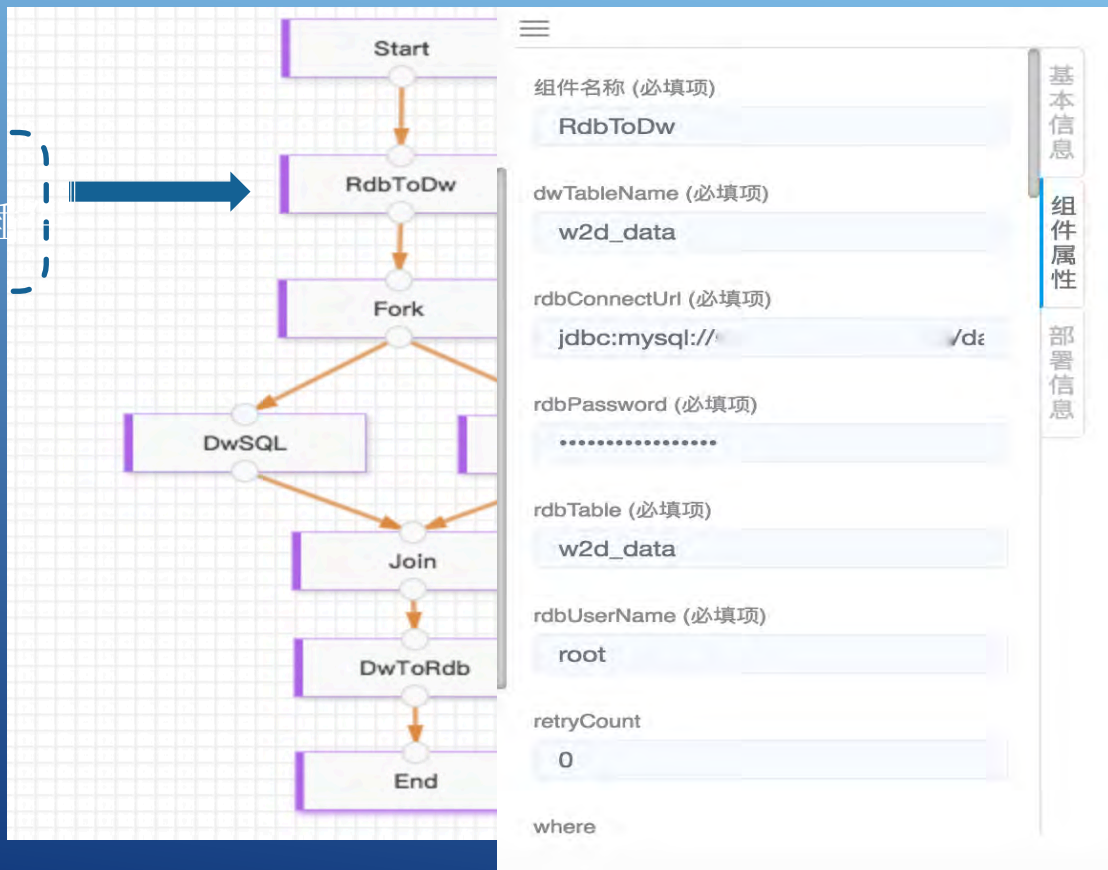 Start
RdbToDw
Fork
DwSQL
Join
DwToRdb
End
组件名称 (必填项)
RdbToDw
dwTableName (必填项)
w2d_data
rdbConnectUrl (必填项)
jdbc:mysql://
/da
rdbPassword (必填项)
•••••••••••••••••
rdbTable (必填项)
w2d_data
rdbUserName (必填项)
root
retryCount
0
where
基本信息
组件属性
部署信息